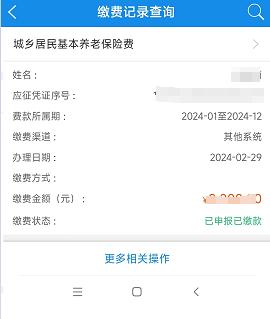 缴费记录查询
城乡居民基本养老保险费
姓名：
应征凭证序号：
费款所属期： 2024-01至2024-12
缴费渠道： 其他系统
办理日期： 2024-02-29
缴费方式：
缴费金额（元）：
缴费状态： 已申报已缴款
更多相关操作